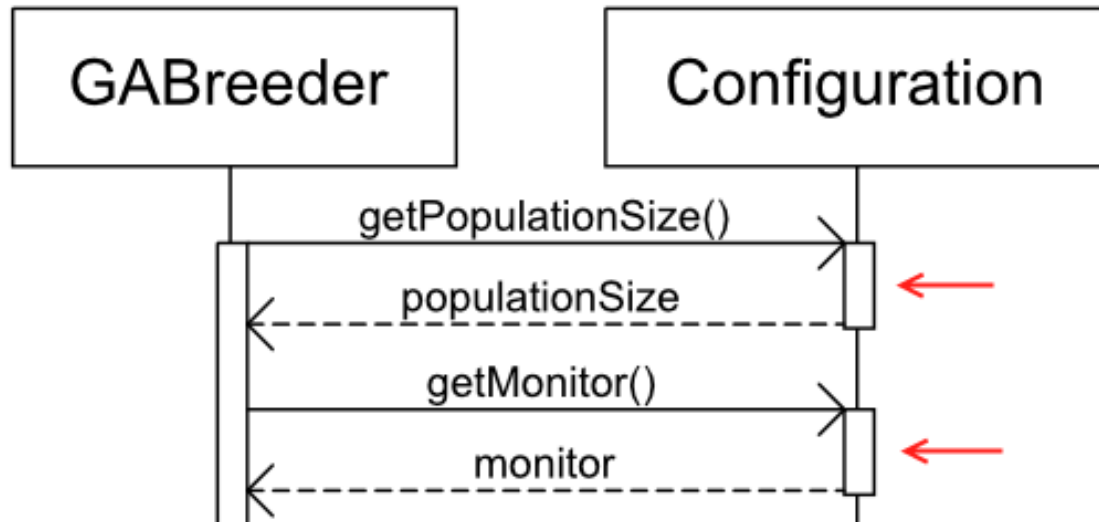 GABreeder
Configuration
getPopulationSize()
populationSize
getMonitor()
monitor